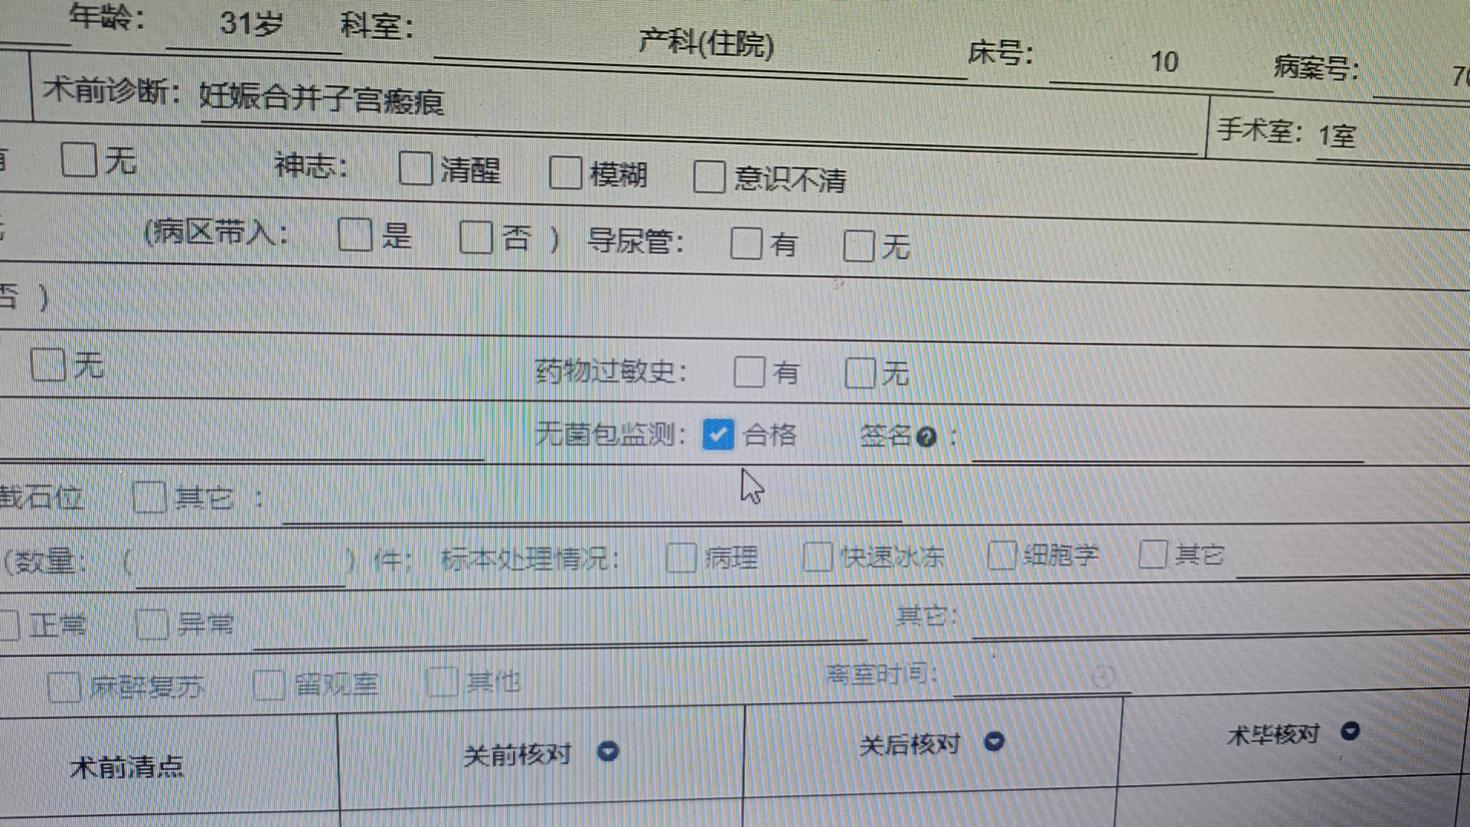 年龄： 31岁 科室： 产科(住院) 床号： 10 病案号：
术前诊断：妊娠合并子宫瘢痕 手术室：1室
无 神志： 清醒 模糊 意识不清
(病区带入： 是 否 ) 导尿管： 有 无
否 )
无 药物过敏史： 有 无
无菌包监测： 合格 签名 ：
截石位 其它 ：
(数量： ( ) 件； 标本处理情况： 病理 快速冰冻 细胞学 其它
正常 异常 其它：
麻醉复苏 留观室 其他 离室时间：
术前清点 关前核对 关后核对 术毕核对